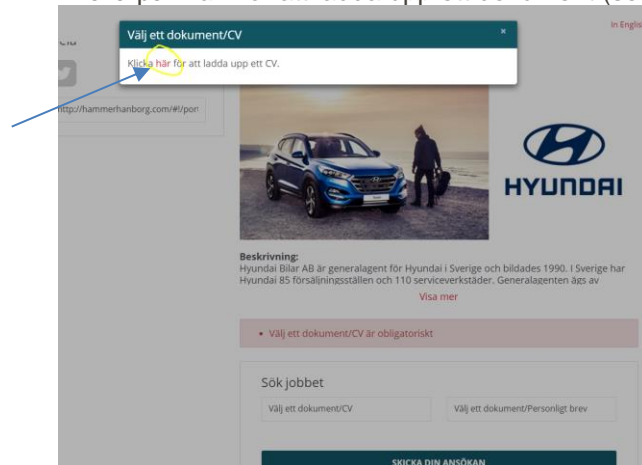 In Englis
Välj ett dokument/CV ×
Klicka här för att ladda upp ett CV.
http://hammerhanborg.com/#!/pon
HYUNDAI
Beskrivning:
Hyundai Bilar AB är generalagent för Hyundai i Sverige och bildades 1990. I Sverige har
Hyundai 85 försäljningsställen och 110 serviceverkstäder. Generalagenten ägs av
Visa mer
• Välj ett dokument/CV är obligatoriskt
Sök jobbet
Välj ett dokument/CV
Välj ett dokument/Personligt brev
SKICKA DIN ANSÖKAN